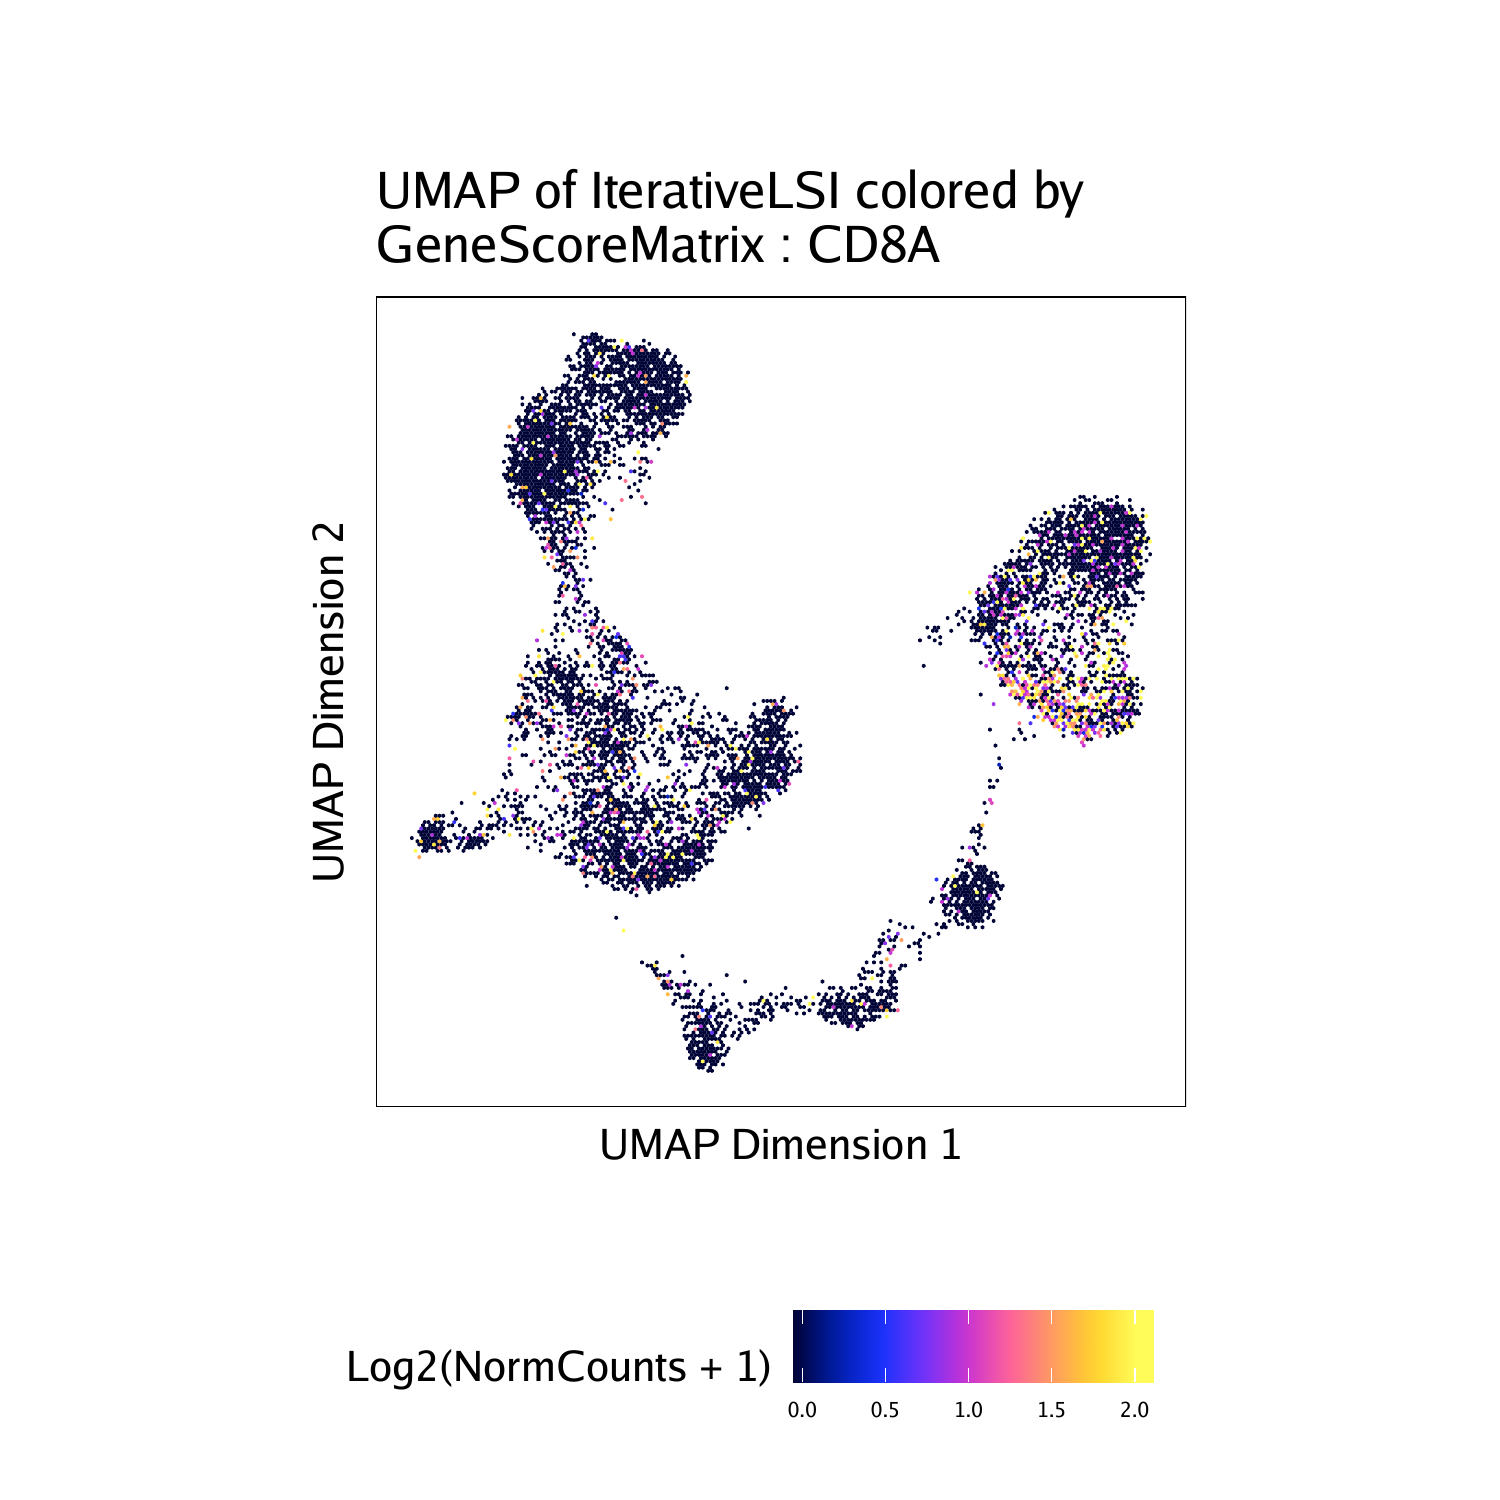 UMAP of IterativeLSI colored by
GeneScoreMatrix : CD8A
UMAP Dimension 2
UMAP Dimension 1
Log2(NormCounts + 1)
0.0 0.5 1.0 1.5 2.0